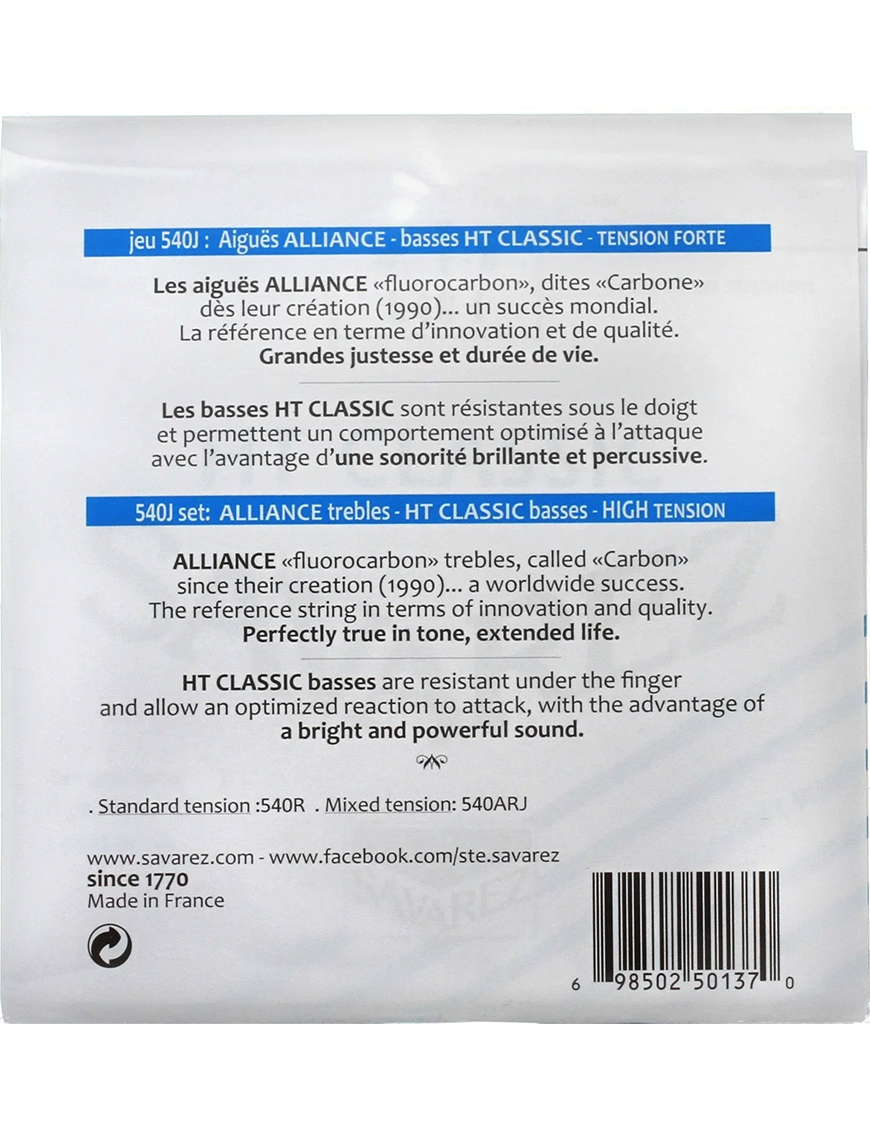 jeu 540J : Aiguës ALLIANCE - basses HT CLASSIC - TENSION FORTE
Les aiguës ALLIANCE «fluorocarbon», dites «Carbone»
dès leur création (1990)... un succès mondial.
La référence en terme d'innovation et de qualité.
Grandes justesse et durée de vie.
Les basses HT CLASSIC sont résistantes sous le doigt
et permettent un comportement optimisé à l'attaque
avec l'avantage d'une sonorité brillante et percussive.
540J set: ALLIANCE trebles - HT CLASSIC basses - HIGH TENSION
ALLIANCE «fluorocarbon» trebles, called «Carbon»
since their creation (1990)... a worldwide success.
The reference string in terms of innovation and quality.
Perfectly true in tone, extended life.
HT CLASSIC basses are resistant under the finger
and allow an optimized reaction to attack, with the advantage of
a bright and powerful sound.
. Standard tension :540R . Mixed tension: 540ARJ
www.savarez.com - www.facebook.com/ste.savarez
since 1770
Made in France
SAVAREZ
6 98502 50137 0